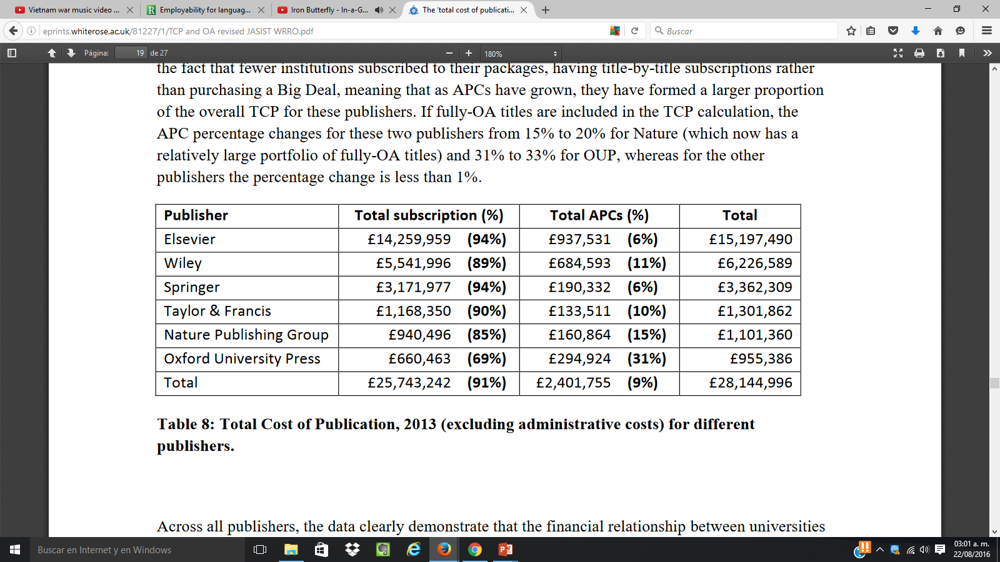 Vietnam war music video ...
Employability for languag...
Iron Butterfly - In-a-G...
The 'total cost of publicati...
eprints.whiterose.ac.uk/81227/1/TCP and OA revised JASIST WRRO.pdf
Buscar
Página: 19 de 27
180%
the fact that fewer institutions subscribed to their packages, having title-by-title subscriptions rather
than purchasing a Big Deal, meaning that as APCs have grown, they have formed a larger proportion
of the overall TCP for these publishers. If fully-OA titles are included in the TCP calculation, the
APC percentage changes for these two publishers from 15% to 20% for Nature (which now has a
relatively large portfolio of fully-OA titles) and 31% to 33% for OUP, whereas for the other
publishers the percentage change is less than 1%.
Publisher Total subscription (%) Total APCs (%) Total
Elsevier £14,259,959 (94%) £937,531 (6%) £15,197,490
Wiley £5,541,996 (89%) £684,593 (11%) £6,226,589
Springer £3,171,977 (94%) £190,332 (6%) £3,362,309
Taylor & Francis £1,168,350 (90%) £133,511 (10%) £1,301,862
Nature Publishing Group £940,496 (85%) £160,864 (15%) £1,101,360
Oxford University Press £660,463 (69%) £294,924 (31%) £955,386
Total £25,743,242 (91%) £2,401,755 (9%) £28,144,996
Table 8: Total Cost of Publication, 2013 (excluding administrative costs) for different
publishers.
Across all publishers, the data clearly demonstrate that the financial relationship between universities
Buscar en Internet y en Windows
03:01 a. m.
22/08/2016